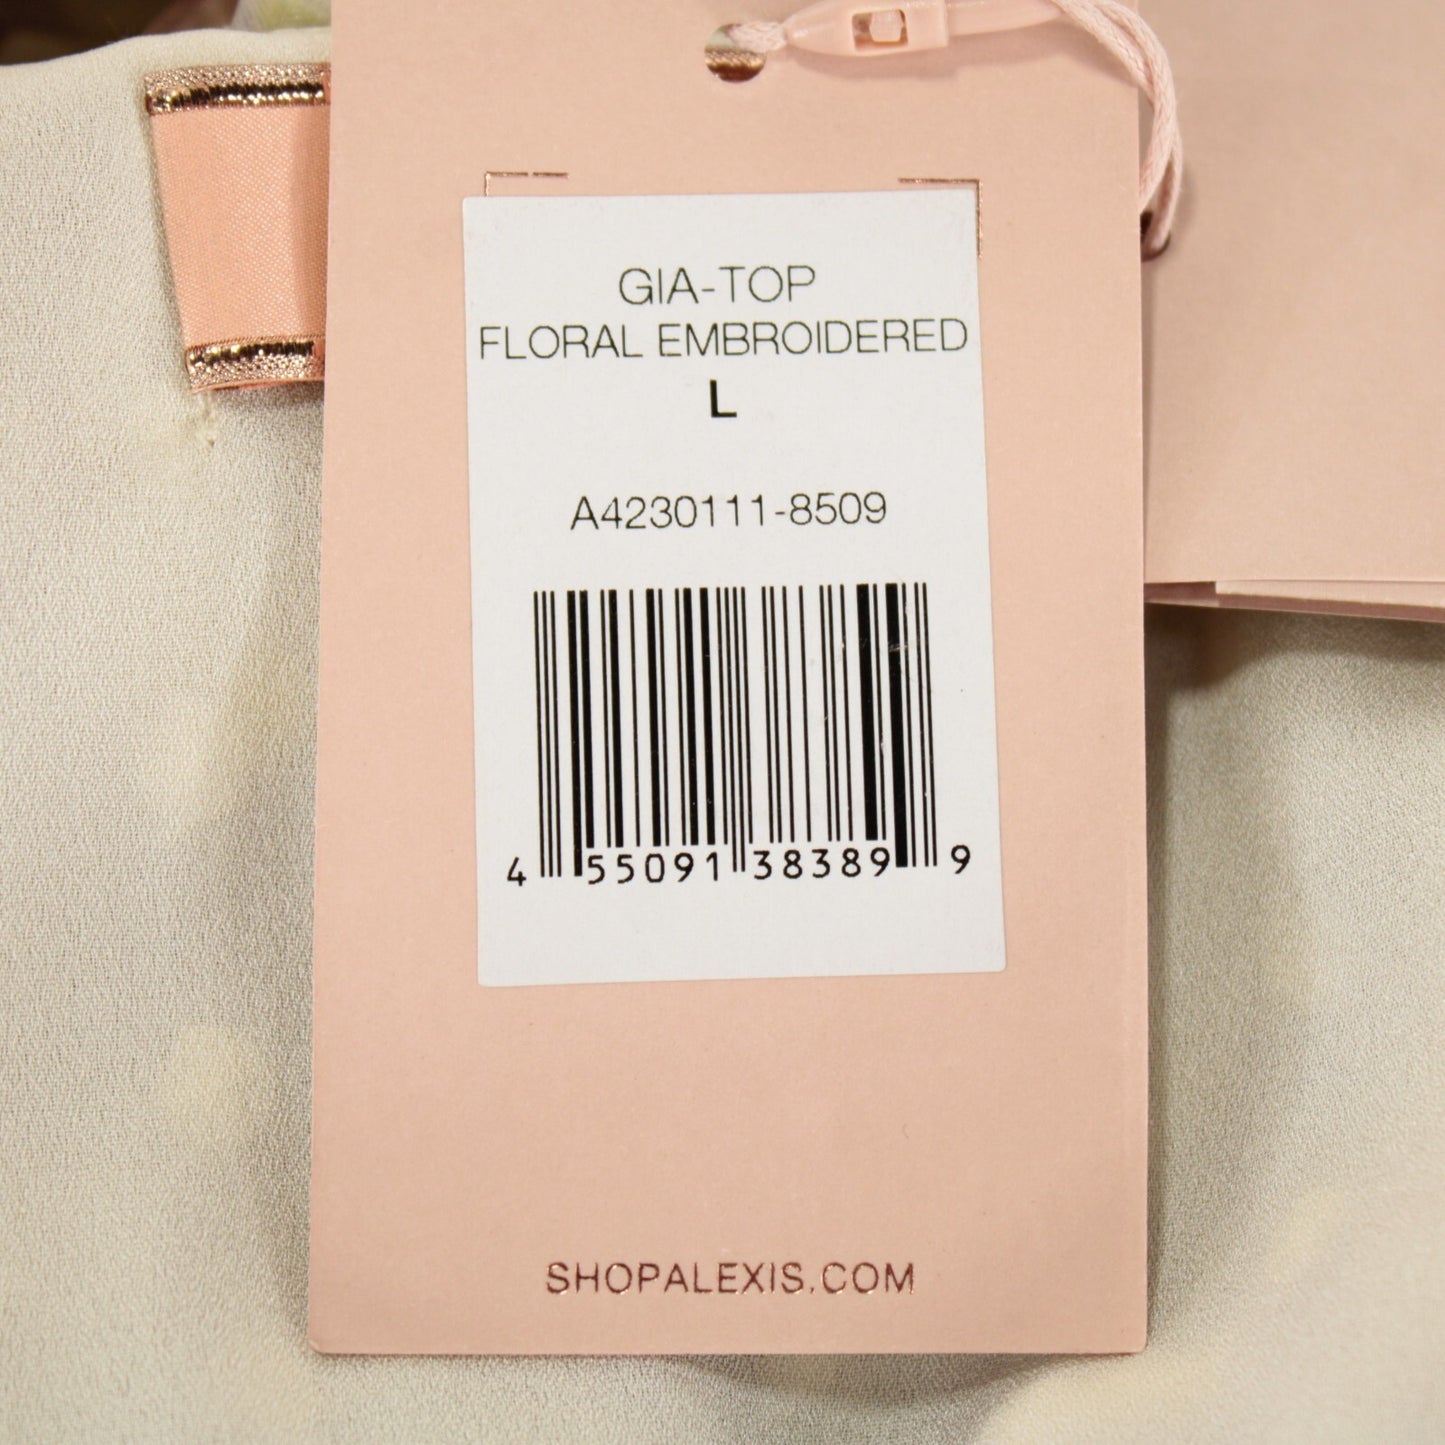 GIA-TOP
FLORAL EMBROIDERED
L
A4230111-8509
4 55091 38389 9
SHOPALEXIS.COM